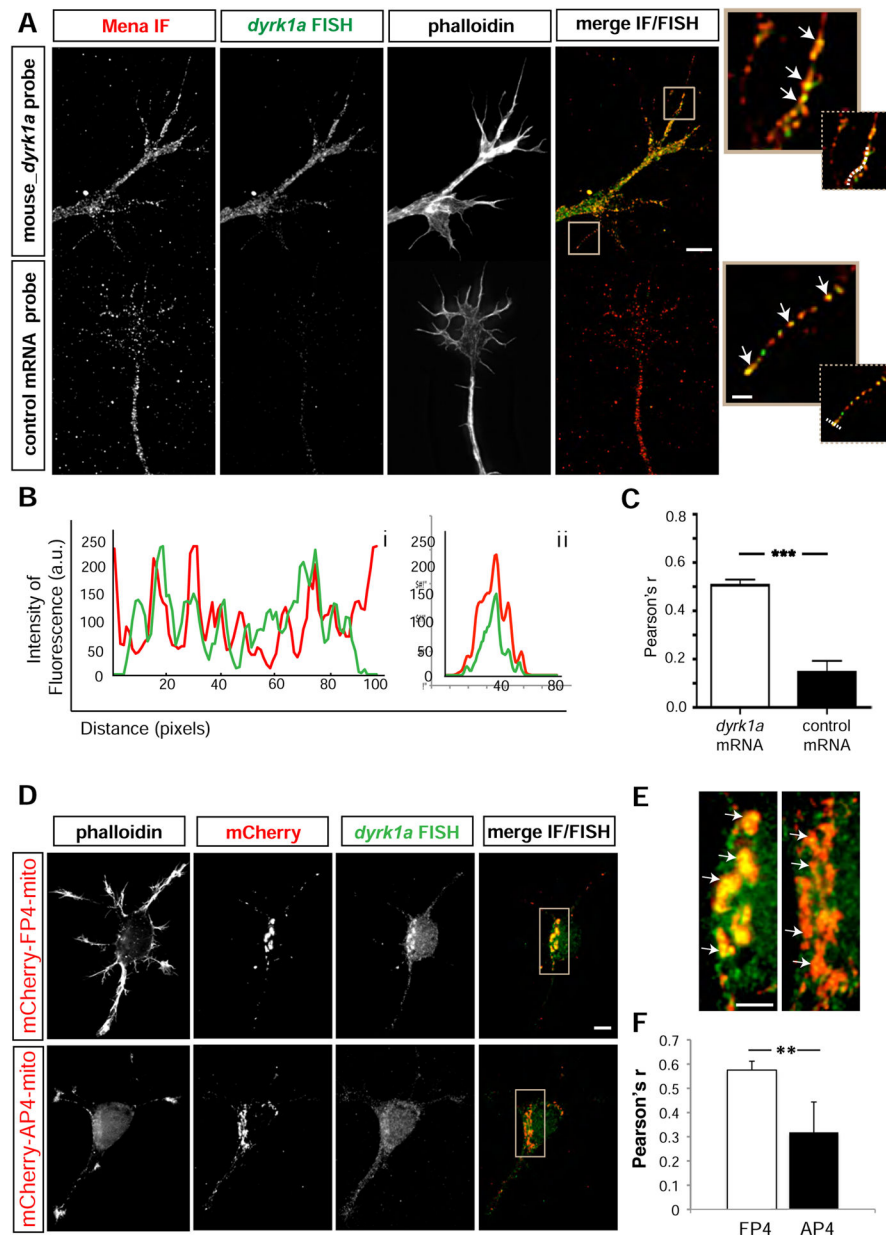 A
Mena IF
dyrk1a FISH
phalloidin
merge IF/FISH
mouse_dyrk1a probe
control mRNA probe
B
Intensity of
Fluorescence (a.u.)
250
200
150
100
50
0
20
40
60
80
100
i
250
200
150
100
50
0
40
80
ii
Distance (pixels)
C
Pearson's r
0.8
0.6
0.4
0.2
0.0
***
dyrk1a
mRNA
control
mRNA
D
phalloidin
mCherry
dyrk1a FISH
merge IF/FISH
mCherry-FP4-mito
mCherry-AP4-mito
E
F
Pearson's r
0.7
0.6
0.5
0.4
0.3
0.2
0.1
0
**
FP4
AP4